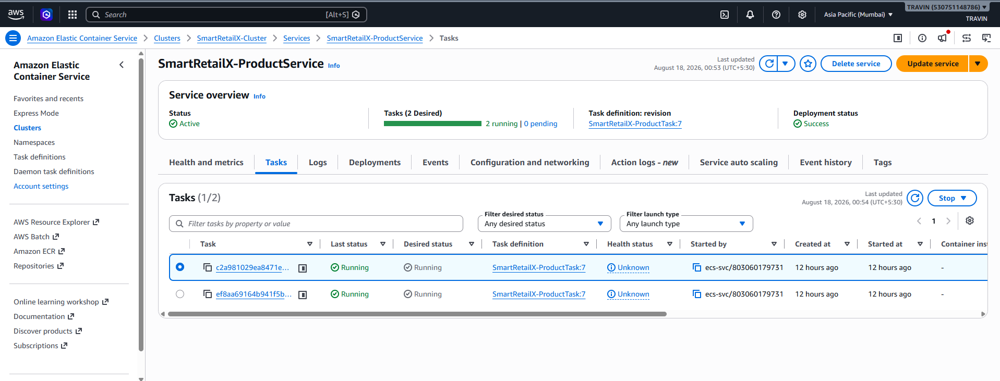 aws
Search [Alt+S]
Asia Pacific (Mumbai)
TRAVIN (530751148786)
TRAVIN
Amazon Elastic Container Service
Clusters
SmartRetailX-Cluster
Services
SmartRetailX-ProductService
Tasks
Amazon Elastic
Container Service
Favorites and recents
Express Mode
Clusters
Namespaces
Task definitions
Daemon task definitions
Account settings
AWS Resource Explorer
AWS Batch
Amazon ECR
Repositories
Online learning workshop
Documentation
Discover products
Subscriptions
SmartRetailX-ProductService Info
Last updated
August 18, 2026, 00:53 (UTC+5:30)
Delete service
Update service
Service overview Info
Status
Active
Tasks (2 Desired)
2 running | 0 pending
Task definition: revision
SmartRetailX-ProductTask:7
Deployment status
Success
Health and metrics
Tasks
Logs
Deployments
Events
Configuration and networking
Action logs - new
Service auto scaling
Event history
Tags
Tasks (1/2)
Last updated
August 18, 2026, 00:54 (UTC+5:30)
Stop
Filter tasks by property or value
Filter desired status
Any desired status
Filter launch type
Any launch type
1
Task Last status Desired status Task definition Health status Started by Created at Started at Container inst
c2a981029ea8471e... Running Running SmartRetailX-ProductTask:7 Unknown ecs-svc/803060179731 12 hours ago 12 hours ago -
ef8aa69164b941f5b... Running Running SmartRetailX-ProductTask:7 Unknown ecs-svc/803060179731 12 hours ago 12 hours ago -